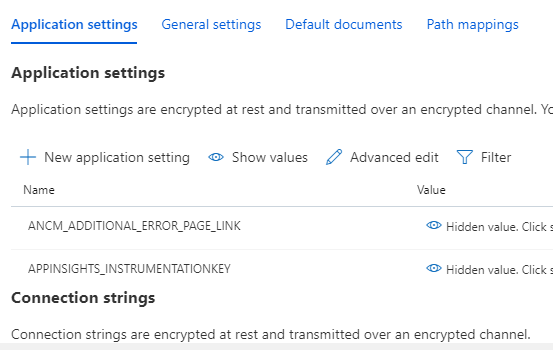 Application settings General settings Default documents Path mappings
Application settings
Application settings are encrypted at rest and transmitted over an encrypted channel.
New application setting Show values Advanced edit Filter
Name Value
ANCM_ADDITIONAL_ERROR_PAGE_LINK Hidden value. Click
APPINSIGHTS_INSTRUMENTATIONKEY Hidden value. Click
Connection strings
Connection strings are encrypted at rest and transmitted over an encrypted channel.